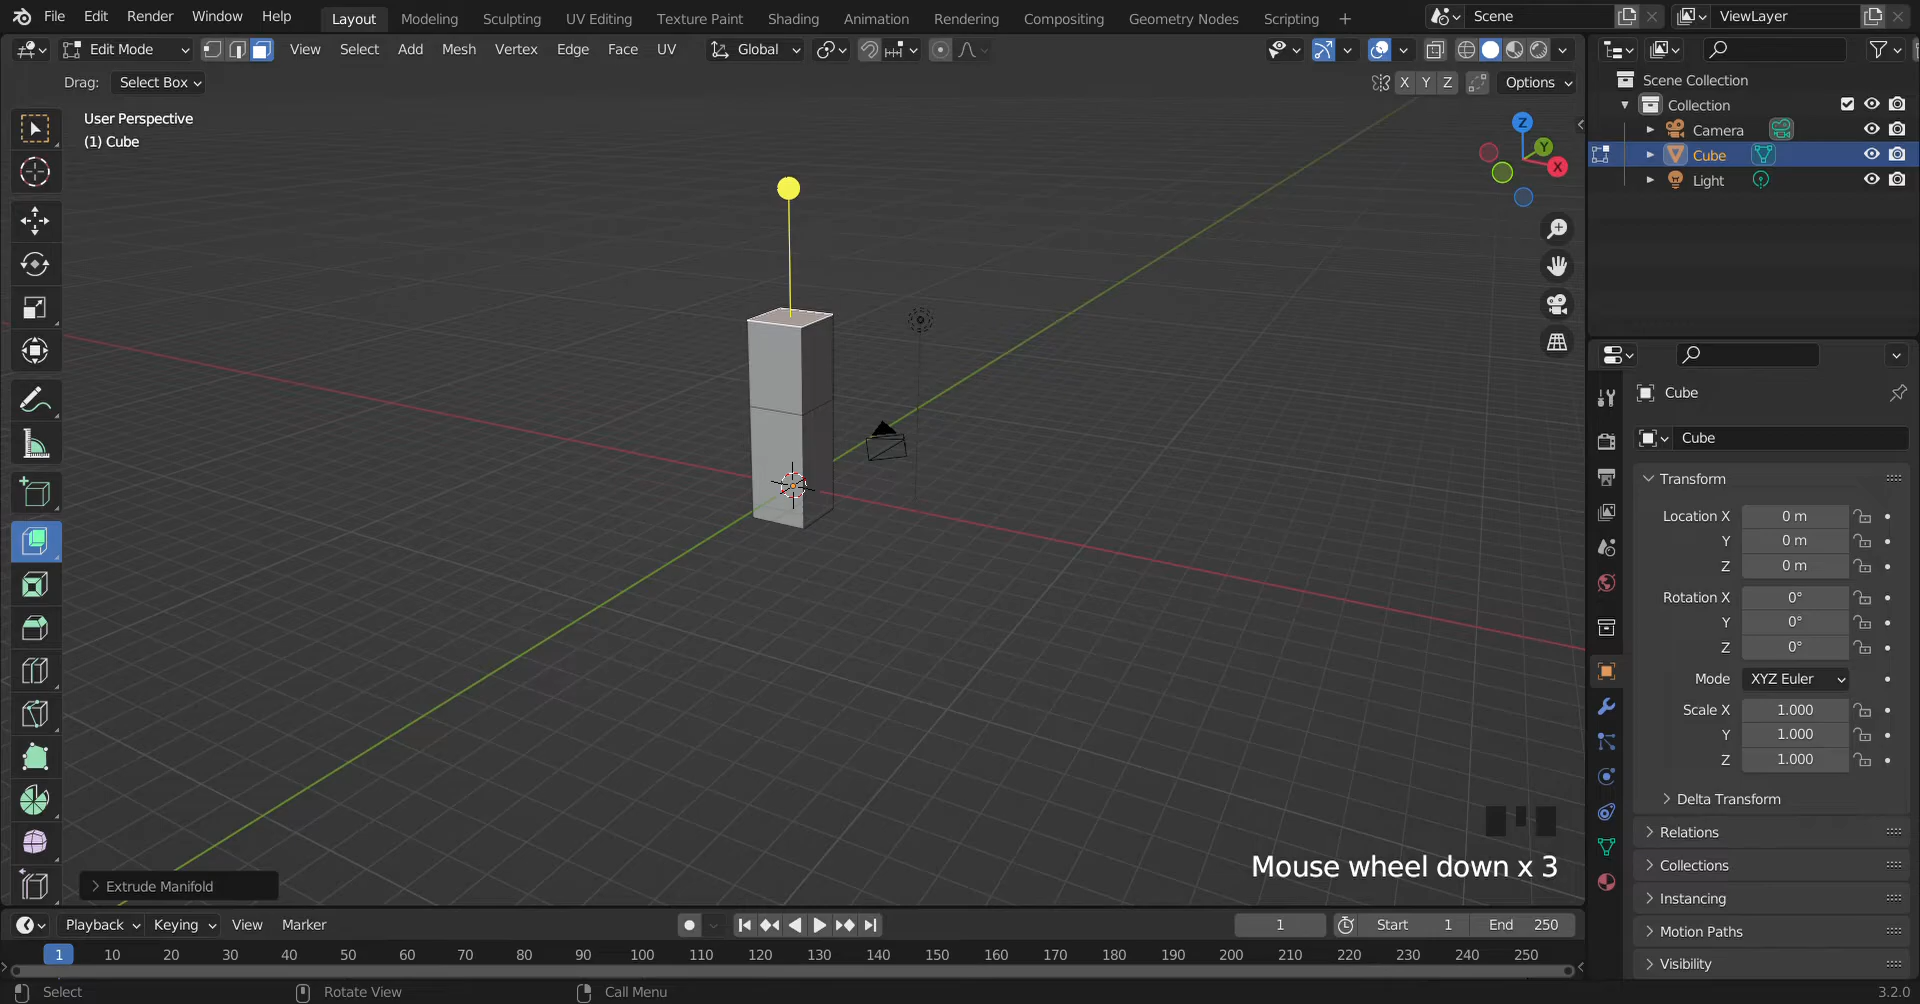 File Edit Render Window Help Layout Modeling Sculpting UV Editing Texture Paint Shading Animation Rendering Compositing Geometry Nodes Scripting + Scene ViewLayer
Edit Mode View Select Add Mesh Vertex Edge Face UV Global
Drag: Select Box X Y Z Options
User Perspective
(1) Cube
Z
Y
X
Scene Collection
Collection
Camera
Cube
Light
Cube
Cube
Transform
Location X 0 m
Y 0 m
Z 0 m
Rotation X 0°
Y 0°
Z 0°
Mode XYZ Euler
Scale X 1.000
Y 1.000
Z 1.000
Delta Transform
Relations
Collections
Instancing
Motion Paths
Visibility
Mouse wheel down x 3
Extrude Manifold
Playback Keying View Marker 1 Start 1 End 250
1 10 20 30 40 50 60 70 80 90 100 110 120 130 140 150 160 170 180 190 200 210 220 230 240 250
Select Rotate View Call Menu 3.2.0